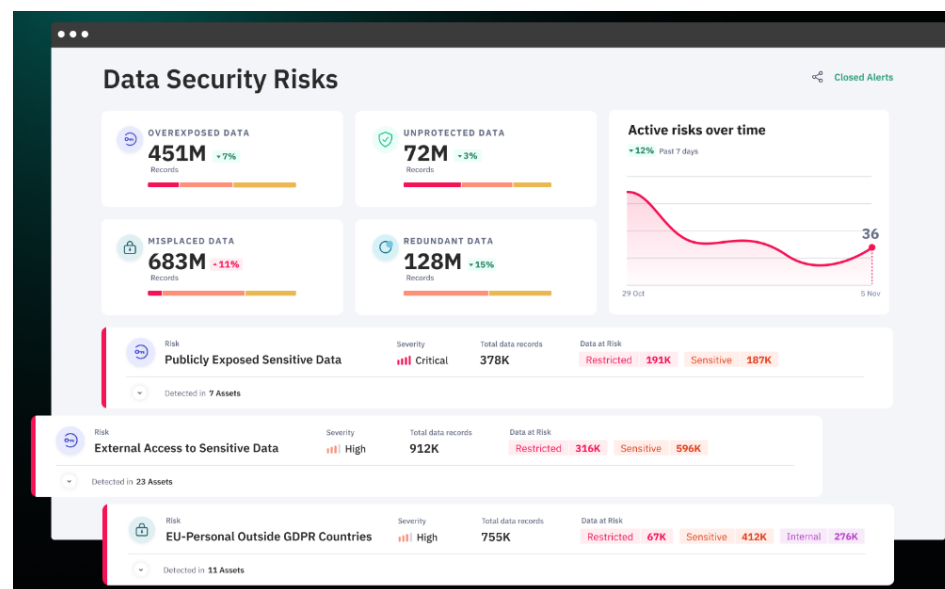 Data Security Risks
Closed Alerts
OVEREXPOSED DATA
451M 7%
Records
UNPROTECTED DATA
72M 3%
Records
Active risks over time
12% Past 7 days
MISPLACED DATA
683M 11%
Records
REDUNDANT DATA
128M 15%
Records
36
29 Oct 5 Nov
Risk Severity Total data records Data at Risk
Publicly Exposed Sensitive Data Critical 378K Restricted 191K Sensitive 187K
Detected in 7 Assets
Risk Severity Total data records Data at Risk
External Access to Sensitive Data High 912K Restricted 316K Sensitive 596K
Detected in 23 Assets
Risk Severity Total data records Data at Risk
EU-Personal Outside GDPR Countries High 755K Restricted 67K Sensitive 412K Internal 276K
Detected in 11 Assets